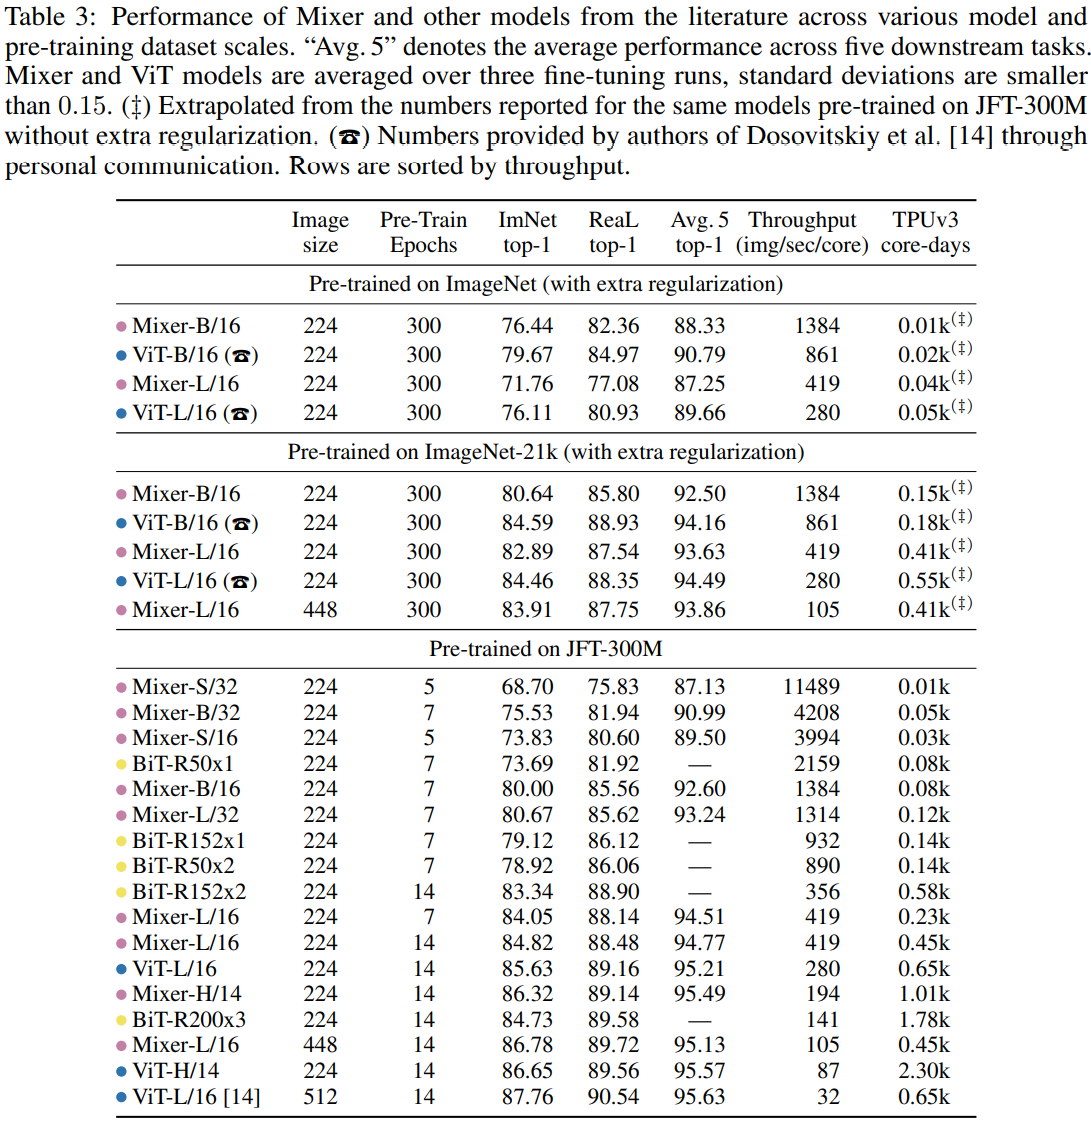 Table 3: Performance of Mixer and other models from the literature across various model and
pre-training dataset scales. “Avg. 5” denotes the average performance across five downstream tasks.
Mixer and ViT models are averaged over three fine-tuning runs, standard deviations are smaller
than 0.15. (‡) Extrapolated from the numbers reported for the same models pre-trained on JFT-300M
without extra regularization. (☎) Numbers provided by authors of Dosovitskiy et al. [14] through
personal communication. Rows are sorted by throughput.
Image Pre-Train ImNet ReaL Avg. 5 Throughput TPUv3
size Epochs top-1 top-1 top-1 (img/sec/core) core-days
Pre-trained on ImageNet (with extra regularization)
Mixer-B/16 224 300 76.44 82.36 88.33 1384 0.01k(‡)
ViT-B/16 (☎) 224 300 79.67 84.97 90.79 861 0.02k(‡)
Mixer-L/16 224 300 71.76 77.08 87.25 419 0.04k(‡)
ViT-L/16 (☎) 224 300 76.11 80.93 89.66 280 0.05k(‡)
Pre-trained on ImageNet-21k (with extra regularization)
Mixer-B/16 224 300 80.64 85.80 92.50 1384 0.15k(‡)
ViT-B/16 (☎) 224 300 84.59 88.93 94.16 861 0.18k(‡)
Mixer-L/16 224 300 82.89 87.54 93.63 419 0.41k(‡)
ViT-L/16 (☎) 224 300 84.46 88.35 94.49 280 0.55k(‡)
Mixer-L/16 448 300 83.91 87.75 93.86 105 0.41k(‡)
Pre-trained on JFT-300M
Mixer-S/32 224 5 68.70 75.83 87.13 11489 0.01k
Mixer-B/32 224 7 75.53 81.94 90.99 4208 0.05k
Mixer-S/16 224 5 73.83 80.60 89.50 3994 0.03k
BiT-R50x1 224 7 73.69 81.92 — 2159 0.08k
Mixer-B/16 224 7 80.00 85.56 92.60 1384 0.08k
Mixer-L/32 224 7 80.67 85.62 93.24 1314 0.12k
BiT-R152x1 224 7 79.12 86.12 — 932 0.14k
BiT-R50x2 224 7 78.92 86.06 — 890 0.14k
BiT-R152x2 224 14 83.34 88.90 — 356 0.58k
Mixer-L/16 224 7 84.05 88.14 94.51 419 0.23k
Mixer-L/16 224 14 84.82 88.48 94.77 419 0.45k
ViT-L/16 224 14 85.63 89.16 95.21 280 0.65k
Mixer-H/14 224 14 86.32 89.14 95.49 194 1.01k
BiT-R200x3 224 14 84.73 89.58 — 141 1.78k
Mixer-L/16 448 14 86.78 89.72 95.13 105 0.45k
ViT-H/14 224 14 86.65 89.56 95.57 87 2.30k
ViT-L/16 [14] 512 14 87.76 90.54 95.63 32 0.65k